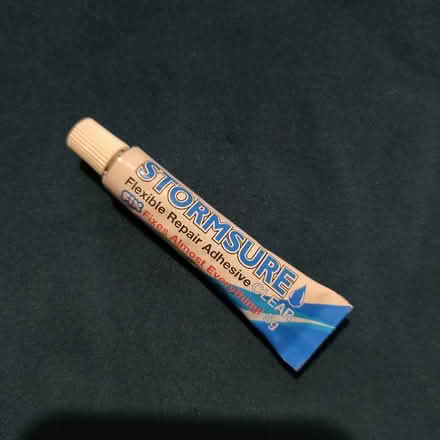 STORMSURE
Flexible Repair Adhesive
CLEAR
Fixes Almost Everything